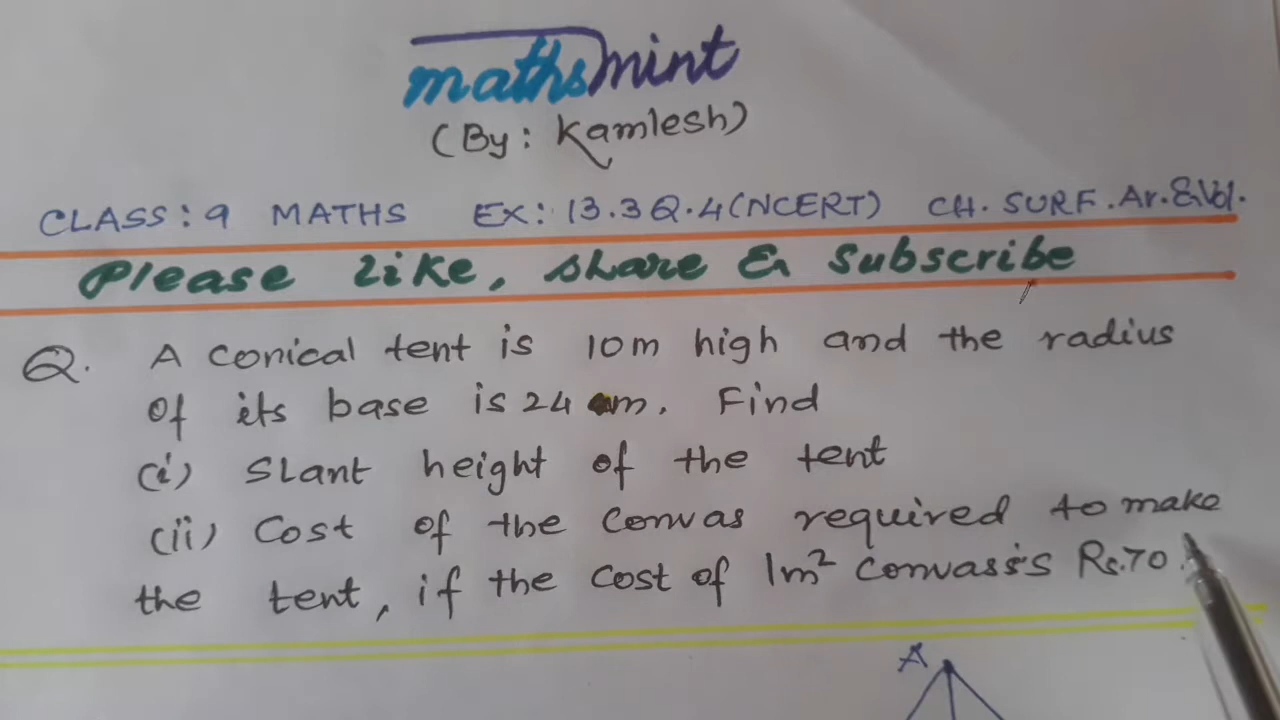 mathsmint
(By: Kamlesh)
CLASS: 9 MATHS EX: 13.3 Q.4 (NCERT) CH. SURF. Ar. & Vol.
Please Like, share & subscribe
Q. A conical tent is 10m high and the radius
of its base is 24 m. Find
(i) Slant height of the tent
(ii) Cost of the convas required to make
the tent, if the cost of 1m² convas is Rs.70.
A